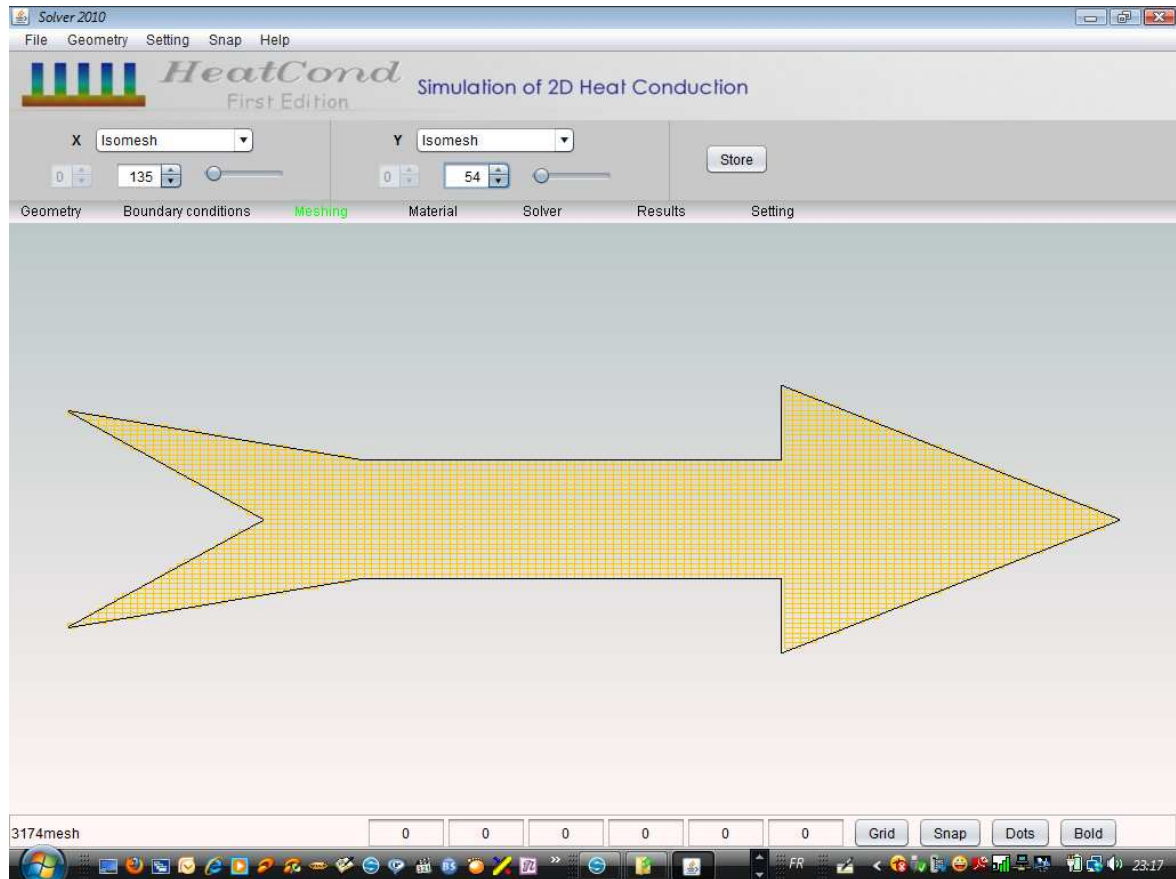 Solver 2010
File Geometry Setting Snap Help
HeatCond
First Edition
Simulation of 2D Heat Conduction
X Isomesh Y Isomesh
0 135 0 54
Store
Geometry Boundary conditions Meshing Material Solver Results Setting
3174mesh 0 0 0 0 0 0 Grid Snap Dots Bold
FR 23:17